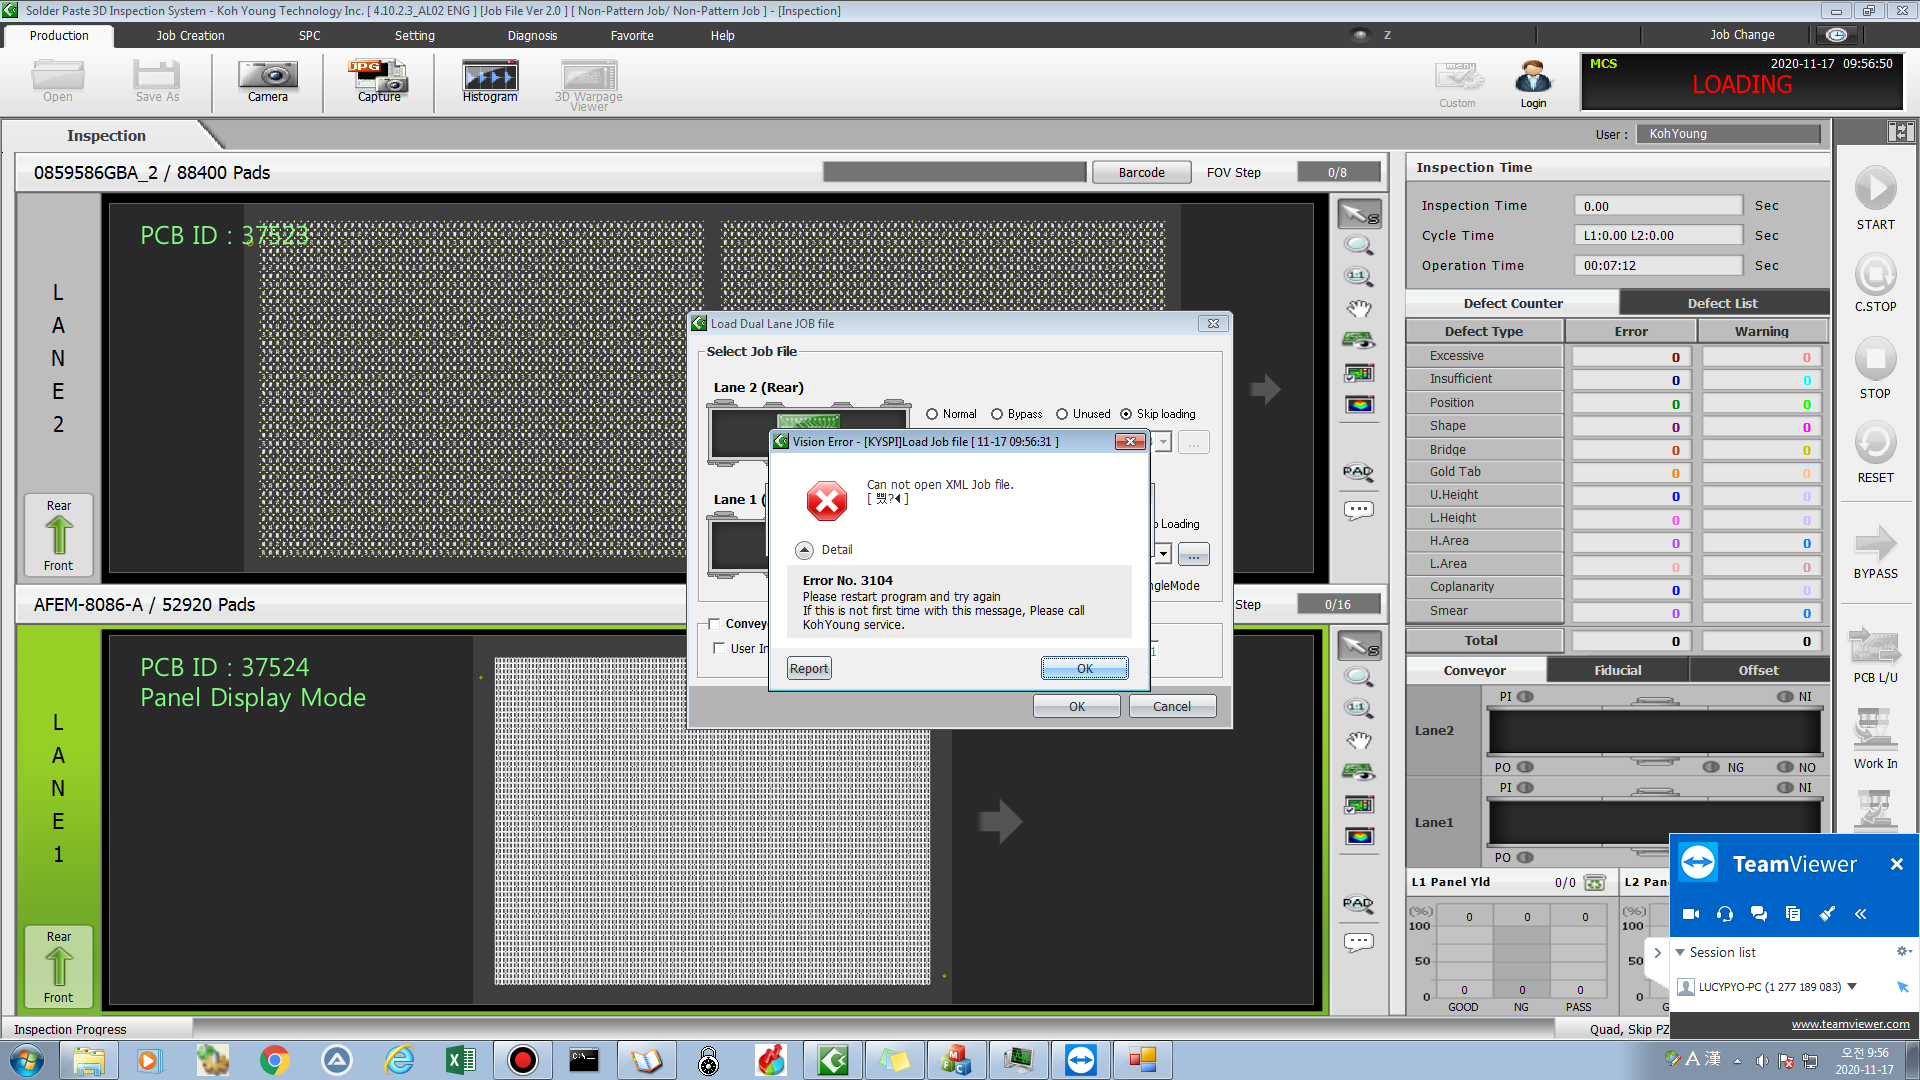 Solder Paste 3D Inspection System - Koh Young Technology Inc. [ 4.10.2.3_AL02 ENG ] [Job File Ver 2.0 ] [ Non-Pattern Job/ Non-Pattern Job ] - [Inspection]
Production Job Creation SPC Setting Diagnosis Favorite Help Z Job Change
Open Save As Camera Capture Histogram 3D Warpage Viewer Custom Login
JPG
MCS 2020-11-17 09:56:50
LOADING
Inspection
User : KohYoung
0859586GBA_2 / 88400 Pads Barcode FOV Step 0/8
PCB ID : 37523
LANE2
Rear
Front
AFEM-8086-A / 52920 Pads Step 0/16
PCB ID : 37524
Panel Display Mode
LANE1
Rear
Front
S
1:1
PAD
S
1:1
PAD
Load Dual Lane JOB file
Select Job File
Lane 2 (Rear)
Normal Bypass Unused Skip loading
...
Lane 1 (
Loading
...
ngleMode
Convey
User In
1
OK Cancel
Vision Error - [KYSPI]Load Job file [ 11-17 09:56:31 ]
Can not open XML Job file.
Detail
Error No. 3104
Please restart program and try again
If this is not first time with this message, Please call
KohYoung service.
Report OK
Inspection Time
Inspection Time 0.00 Sec
Cycle Time L1:0.00 L2:0.00 Sec
Operation Time 00:07:12 Sec
Defect Counter Defect List
Defect Type Error Warning
Excessive 0 0
Insufficient 0 0
Position 0 0
Shape 0 0
Bridge 0 0
Gold Tab 0 0
U.Height 0 0
L.Height 0 0
H.Area 0 0
L.Area 0 0
Coplanarity 0 0
Smear 0 0
Total 0 0
Conveyor Fiducial Offset
PI NI
Lane2
PO NG NO
PI NI
Lane1
PO
L1 Panel Yld 0/0 L2 Pan
(%) 0 0 0 (%)
100 100
50 50
0 0 0 0 0
GOOD NG PASS G
START
C.STOP
STOP
RESET
BYPASS
PCB L/U
Work In
TeamViewer
Session list
LUCYPYO-PC (1 277 189 083)
www.teamviewer.com
Inspection Progress Quad, Skip PZ
A 漢
오전 9:56
2020-11-17